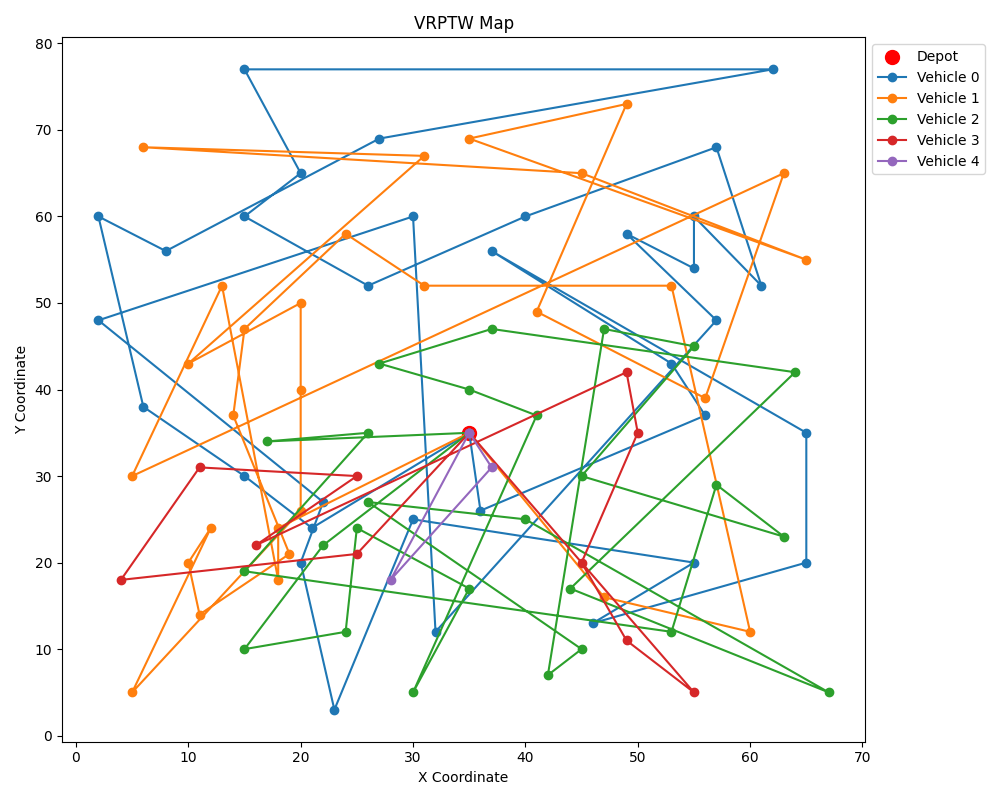 VRPTW Map
80
70
60
50
40
30
20
10
0
Y Coordinate
0 10 20 30 40 50 60 70
X Coordinate
Depot
Vehicle 0
Vehicle 1
Vehicle 2
Vehicle 3
Vehicle 4